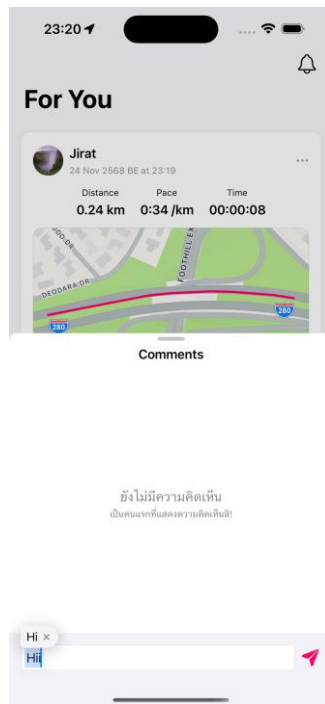 23:20
For You
Jirat
24 Nov 2568 BE at 23:19
Distance Pace Time
0.24 km 0:34 /km 00:00:08
DEODARA DR
FOOTHILL EX
280
280
Comments
ยังไม่มีความคิดเห็น
เป็นคนแรกที่แสดงความคิดเห็นสิ!
Hi ×
Hii